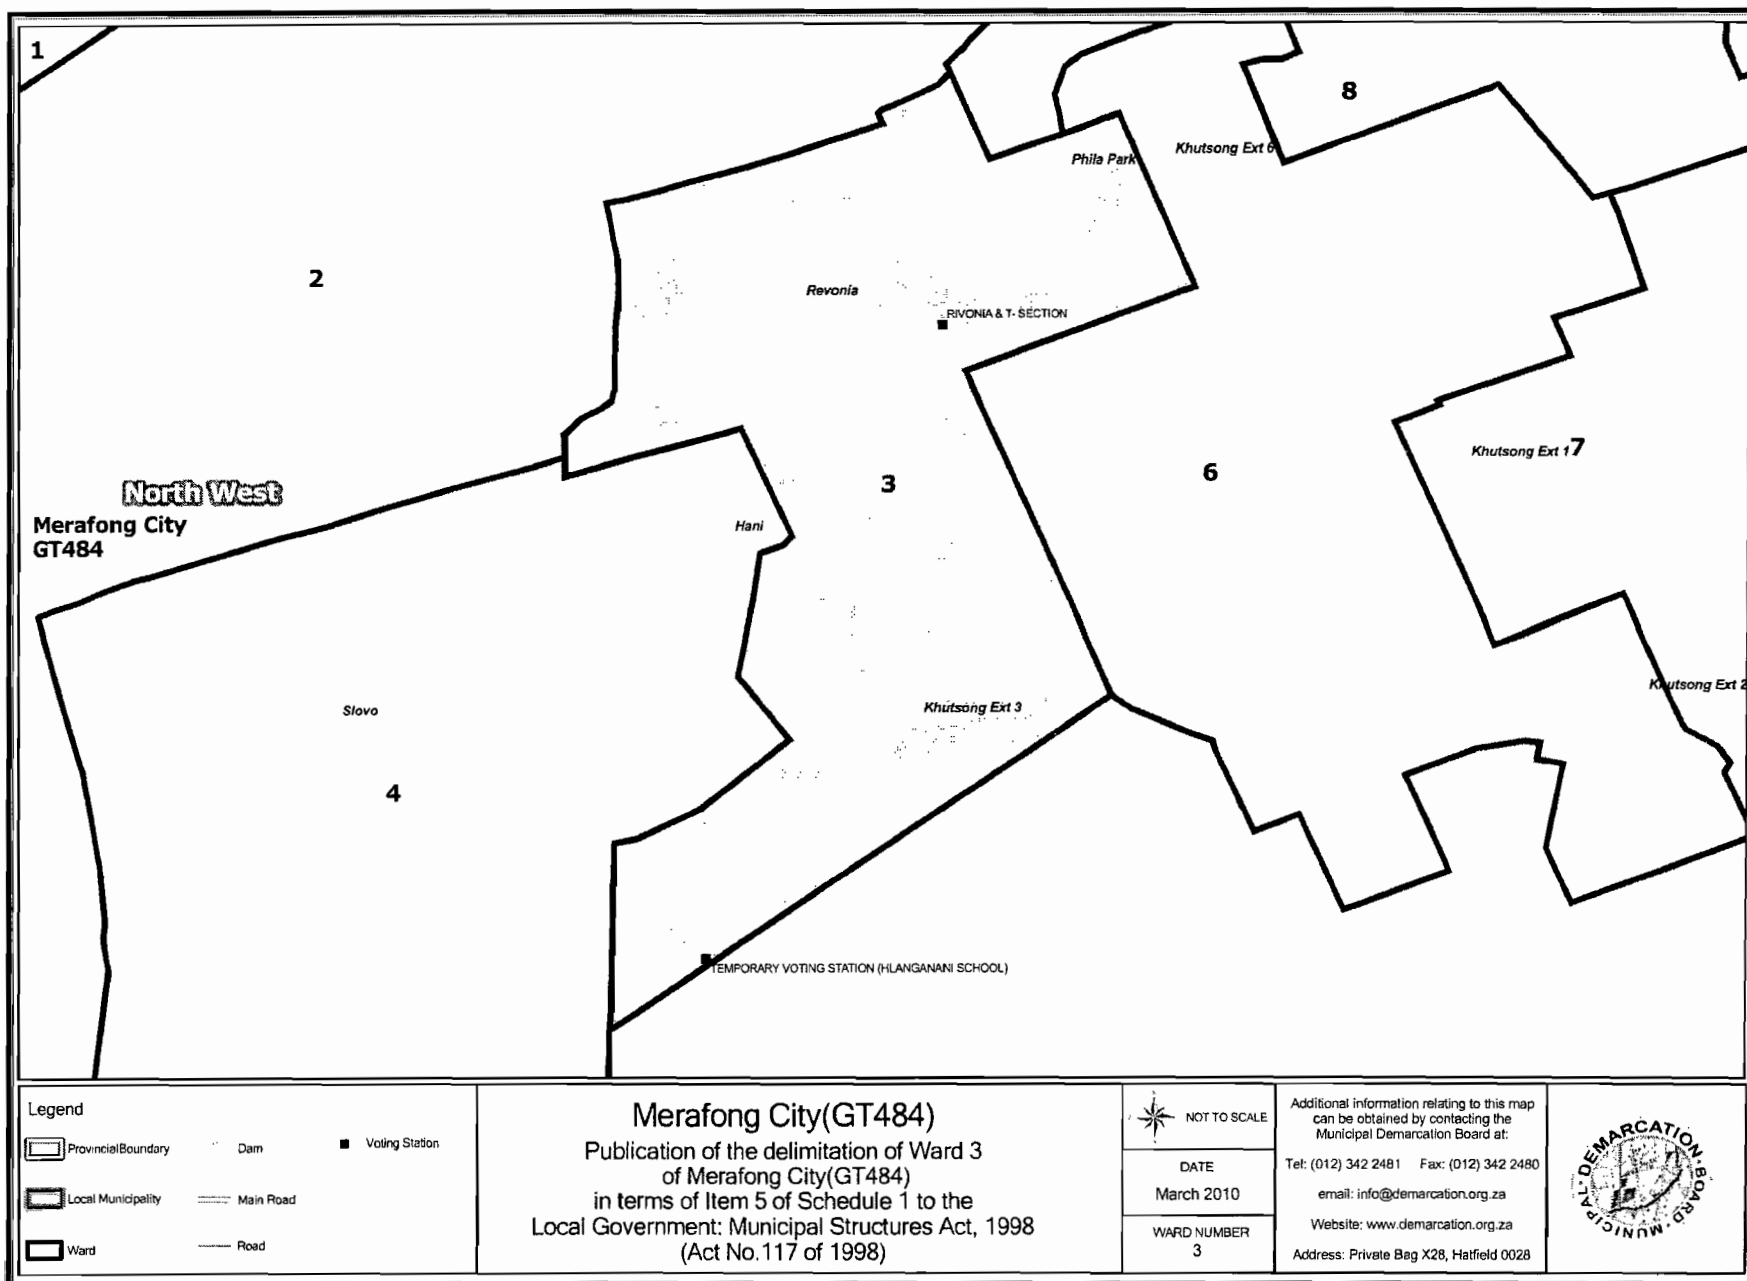 1
8
Phila Park
Khutsong Ext 6
2
Revonia
RIVONIA & T- SECTION
Khutsong Ext 1
7
3
6
North West
Merafong City
GT484
Hani
Khutsong Ext 2
Slovo
Khutsong Ext 3
4
TEMPORARY VOTING STATION (HLANGANANI SCHOOL)
Legend
Provincial Boundary
Dam
Voting Station
Local Municipality
Main Road
Ward
Road
Merafong City(GT484)
Publication of the delimitation of Ward 3
of Merafong City(GT484)
in terms of Item 5 of Schedule 1 to the
Local Government: Municipal Structures Act, 1998
(Act No.117 of 1998)
NOT TO SCALE
DATE
March 2010
WARD NUMBER
3
Additional information relating to this map
can be obtained by contacting the
Municipal Demarcation Board at:
Tel: (012) 342 2481 Fax: (012) 342 2480
email: info@demarcation.org.za
Website: www.demarcation.org.za
Address: Private Bag X28, Hatfield 0028
MUNICIPAL · DEMARCATION · BOARD ·